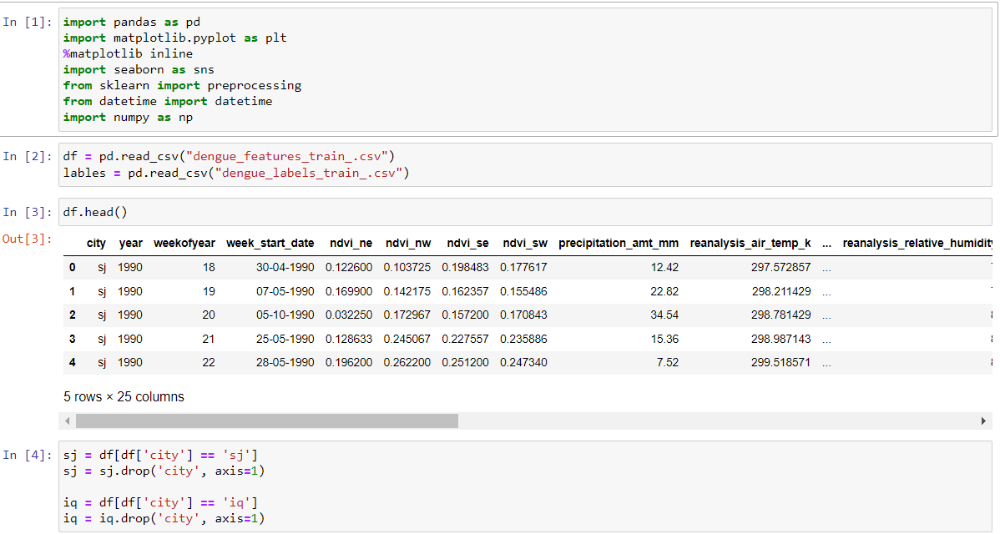 In [1]: import pandas as pd
import matplotlib.pyplot as plt
%matplotlib inline
import seaborn as sns
from sklearn import preprocessing
from datetime import datetime
import numpy as np
In [2]: df = pd.read_csv("dengue_features_train_.csv")
lables = pd.read_csv("dengue_labels_train_.csv")
In [3]: df.head()
Out[3]:
city year weekofyear week_start_date ndvi_ne ndvi_nw ndvi_se ndvi_sw precipitation_amt_mm reanalysis_air_temp_k ... reanalysis_relative_humidity
0 sj 1990 18 30-04-1990 0.122600 0.103725 0.198483 0.177617 12.42 297.572857 ...
1 sj 1990 19 07-05-1990 0.169900 0.142175 0.162357 0.155486 22.82 298.211429 ...
2 sj 1990 20 05-10-1990 0.032250 0.172967 0.157200 0.170843 34.54 298.781429 ...
3 sj 1990 21 25-05-1990 0.128633 0.245067 0.227557 0.235886 15.36 298.987143 ...
4 sj 1990 22 28-05-1990 0.196200 0.262200 0.251200 0.247340 7.52 299.518571 ...
5 rows × 25 columns
In [4]: sj = df[df['city'] == 'sj']
sj = sj.drop('city', axis=1)
iq = df[df['city'] == 'iq']
iq = iq.drop('city', axis=1)